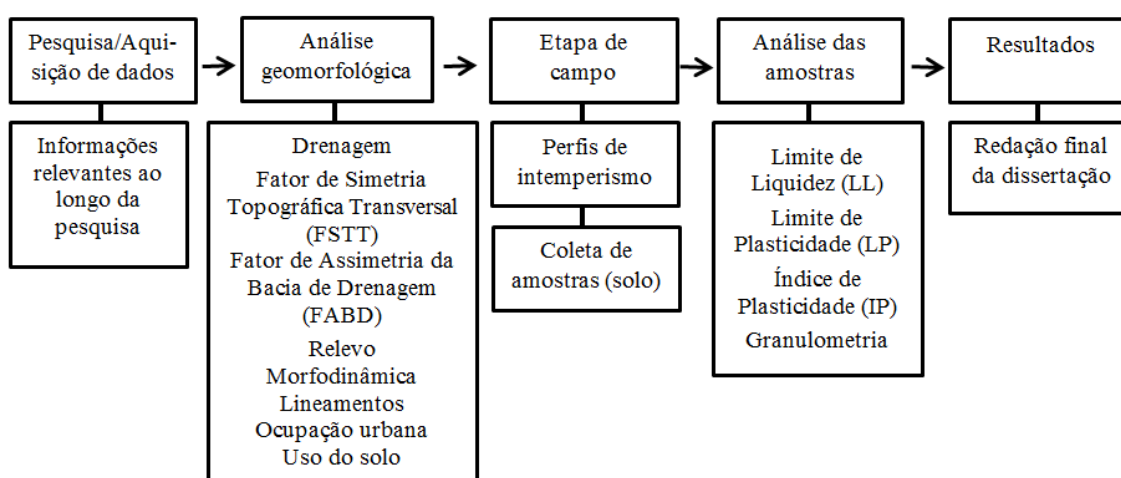 Pesquisa/Aqui-
sição de dados
Análise
geomorfológica
Etapa de
campo
Análise das
amostras
Resultados
Informações
relevantes ao
longo da
pesquisa
Drenagem
Fator de Simetria
Topográfica Transversal
(FSTT)
Fator de Assimetria da
Bacia de Drenagem
(FABD)
Relevo
Morfodinâmica
Lineamentos
Ocupação urbana
Uso do solo
Perfis de
intemperismo
Coleta de
amostras (solo)
Limite de
Liquidez (LL)
Limite de
Plasticidade (LP)
Índice de
Plasticidade (IP)
Granulometria
Redação final
da dissertação